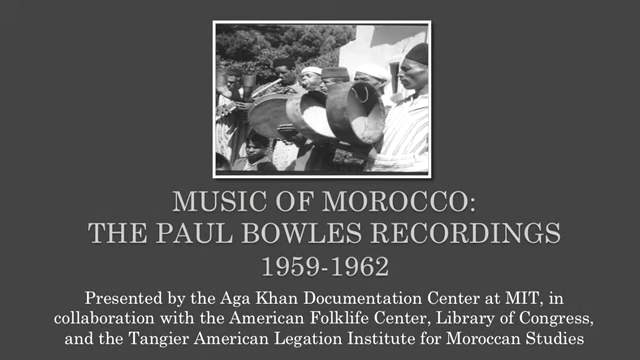 MUSIC OF MOROCCO:
THE PAUL BOWLES RECORDINGS
1959-1962
Presented by the Aga Khan Documentation Center at MIT, in
collaboration with the American Folklife Center, Library of Congress,
and the Tangier American Legation Institute for Moroccan Studies